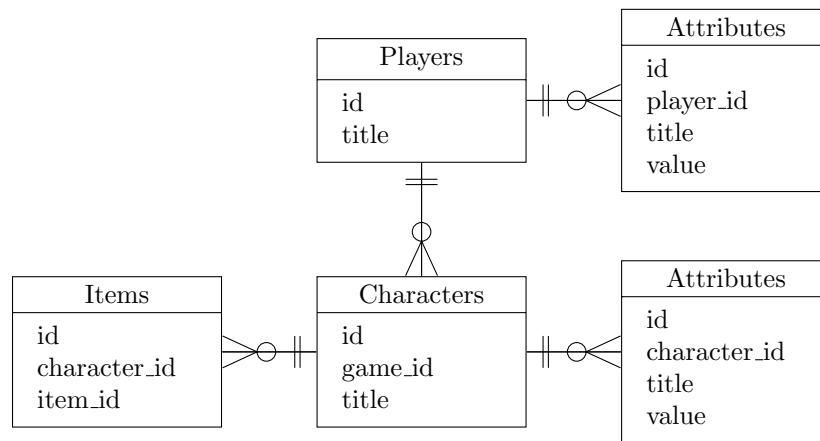 Attributes
id
player_id
title
value
Players
id
title
Items
id
character_id
item_id
Characters
id
game_id
title
Attributes
id
character_id
title
value